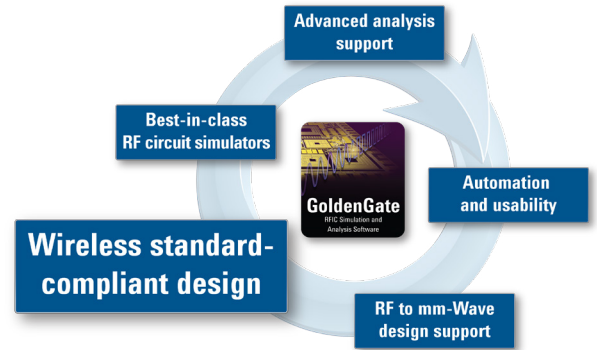 Advanced analysis
support
Best-in-class
RF circuit simulators
GoldenGate
RFIC Simulation and
Analysis Software
Automation
and usability
Wireless standard-
compliant design
RF to mm-Wave
design support